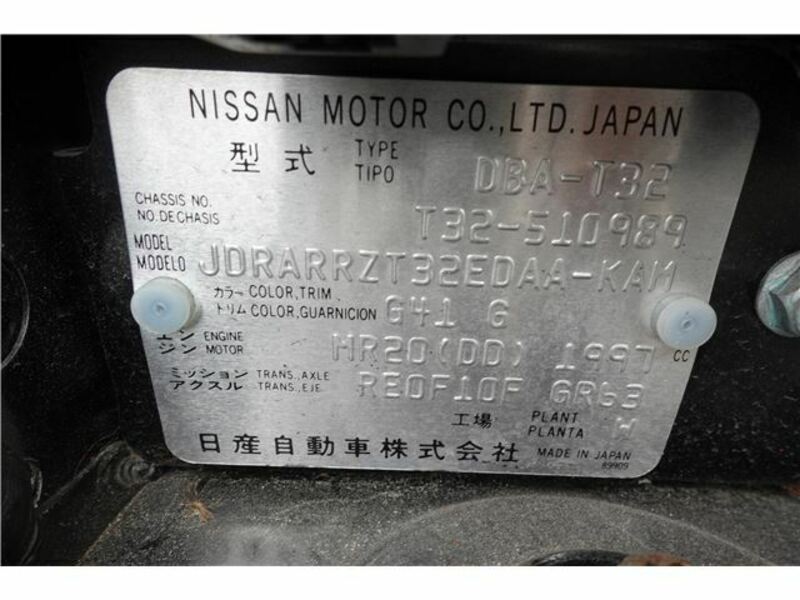 NISSAN MOTOR CO.,LTD. JAPAN
型式 TYPE TIPO DBA-T32
CHASSIS NO. NO.DECHASIS T32-510989
MODEL MODELO JDRARRZT32EDAA-KAM
カラー COLOR,TRIM
トリム COLOR,GUARNICION G41 G
エンジン ENGINE MOTOR MR20(DD) 1997 CC
ミッション TRANS.,AXLE
アクスル TRANS.,EJE RE0F10F GR63
工場 PLANT PLANTA W
日産自動車株式会社 MADE IN JAPAN
89909